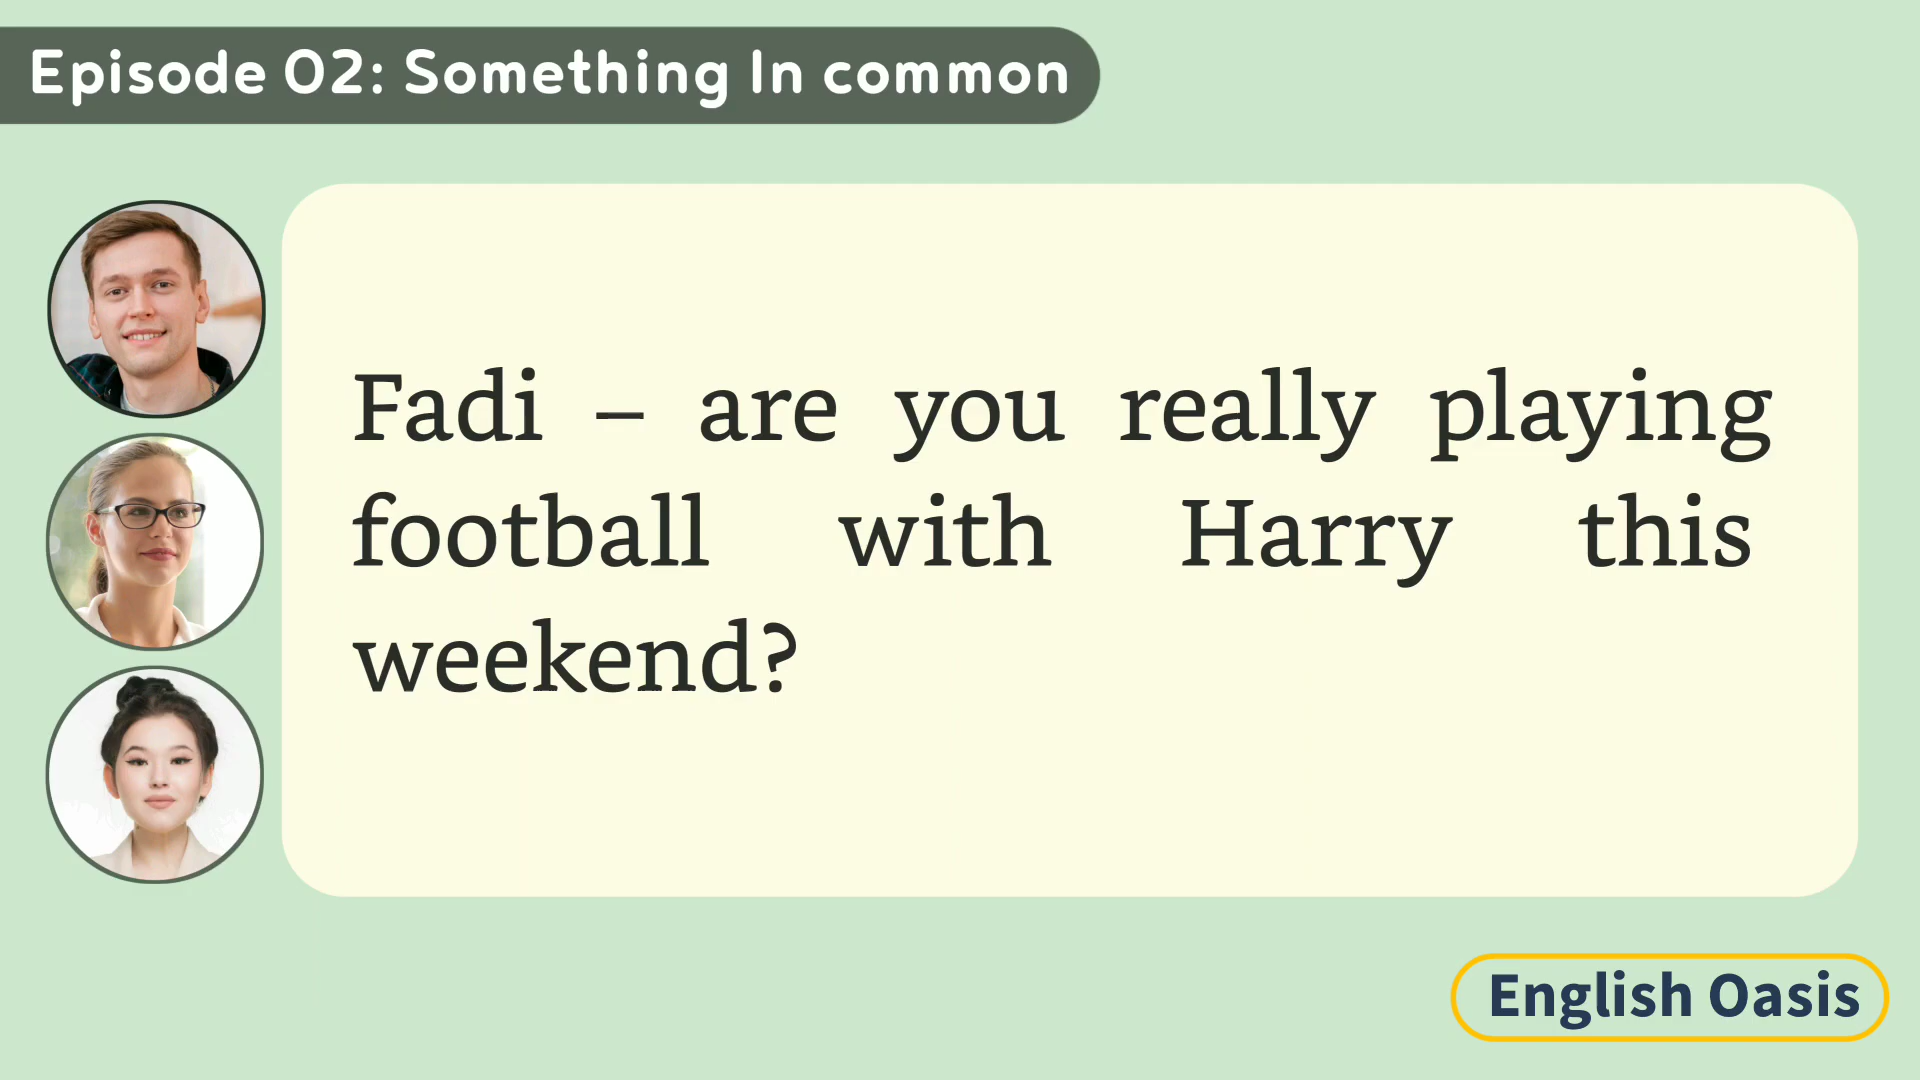 Episode 02: Something In common
Fadi – are you really playing
football with Harry this
weekend?
English Oasis